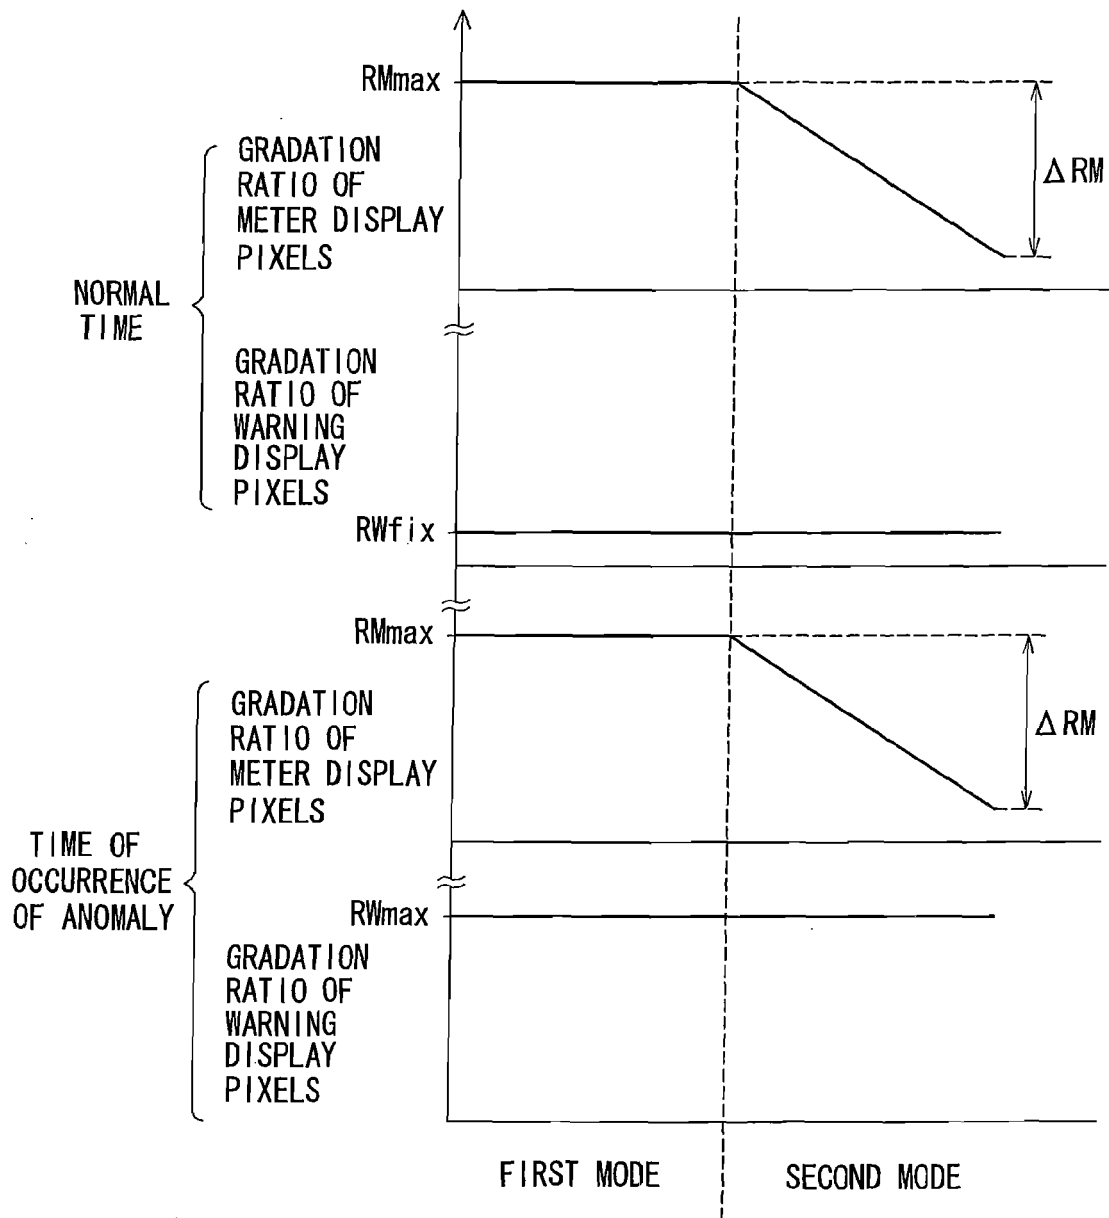 RMmax
GRADATION
RATIO OF
METER DISPLAY
PIXELS
ΔRM
NORMAL
TIME
GRADATION
RATIO OF
WARNING
DISPLAY
PIXELS
RWfix
RMmax
GRADATION
RATIO OF
METER DISPLAY
PIXELS
ΔRM
TIME OF
OCCURRENCE
OF ANOMALY
RWmax
GRADATION
RATIO OF
WARNING
DISPLAY
PIXELS
FIRST MODE
SECOND MODE